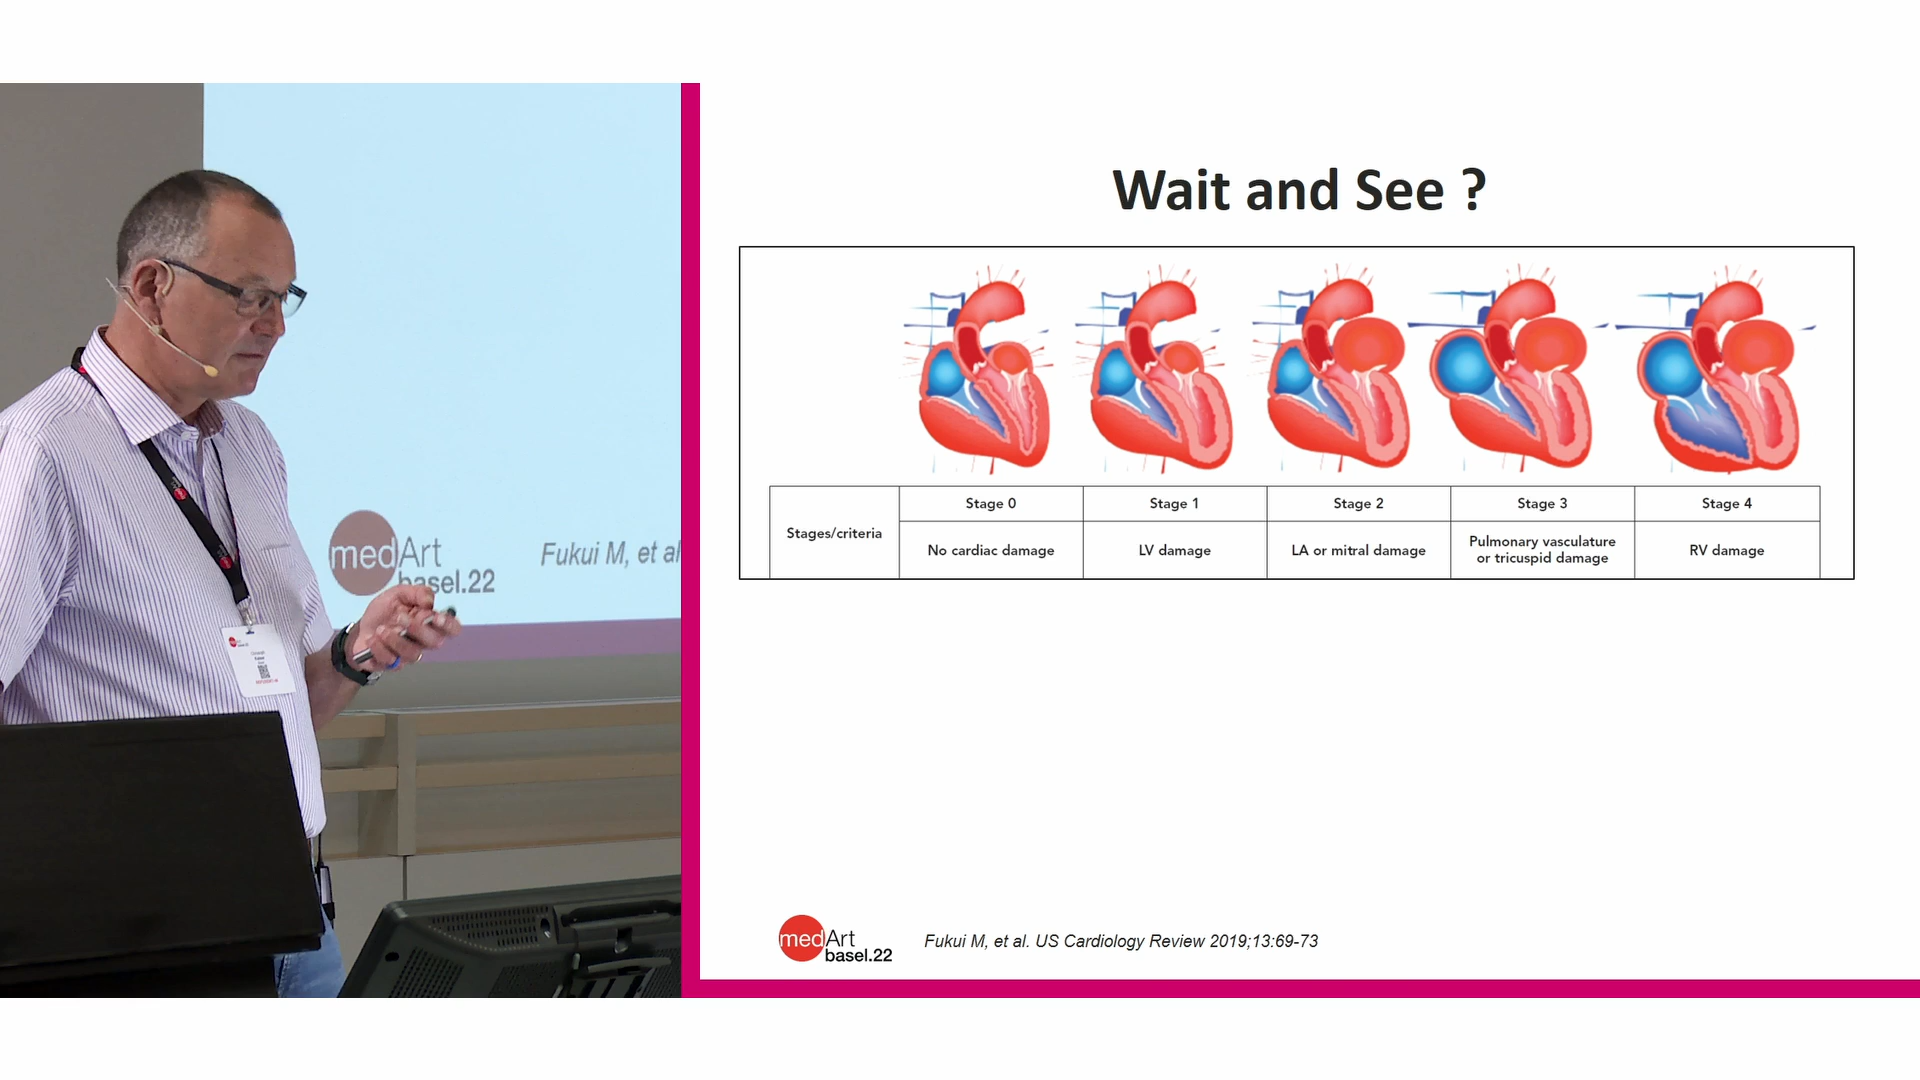 medArt
basel.22
Fukui M, et al
Wait and See ?
Stages/criteria
Stage 0
Stage 1
Stage 2
Stage 3
Stage 4
No cardiac damage
LV damage
LA or mitral damage
Pulmonary vasculature
or tricuspid damage
RV damage
medArt
basel.22
Fukui M, et al. US Cardiology Review 2019;13:69-73